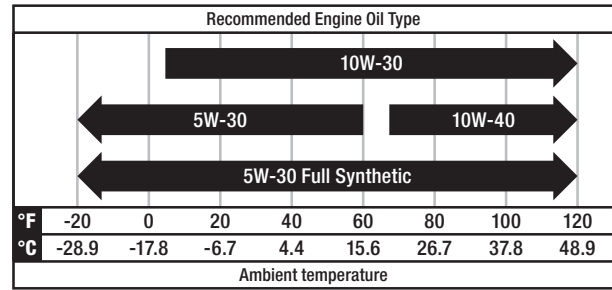 Recommended Engine Oil Type
10W-30
5W-30 10W-40
5W-30 Full Synthetic
°F -20 0 20 40 60 80 100 120
°C -28.9 -17.8 -6.7 4.4 15.6 26.7 37.8 48.9
Ambient temperature